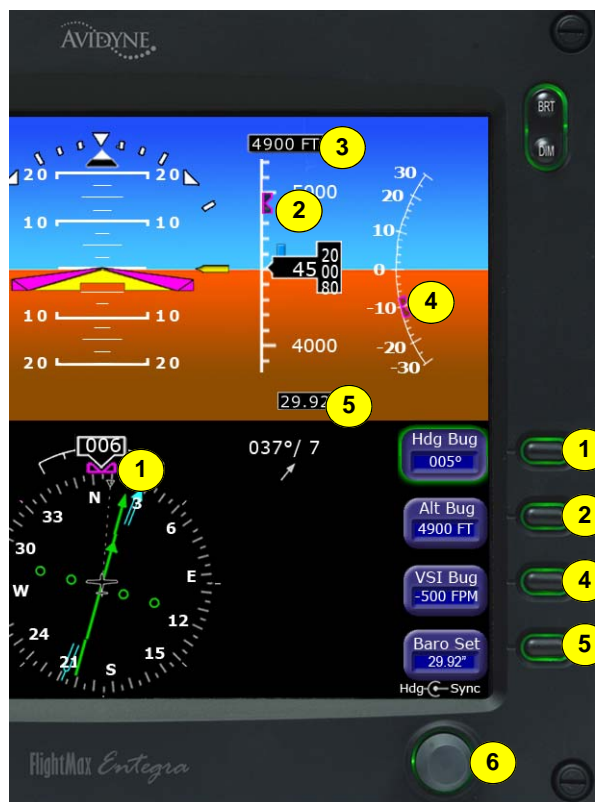 AVIDYNE
BRT
DIM
4900 FT
3
20 20
5000
30
20
10
0
-10
-20
-30
2
10 10
45 20
00
80
4
10 10
20 20
4000
29.92
5
006
1
037°/ 7
Hdg Bug
005°
1
N
3
33
6
30
Alt Bug
4900 FT
2
W
E
VSI Bug
-500 FPM
4
12
24
15
21
S
Baro Set
29.92"
5
Hdg Sync
FlightMax Entegra
6